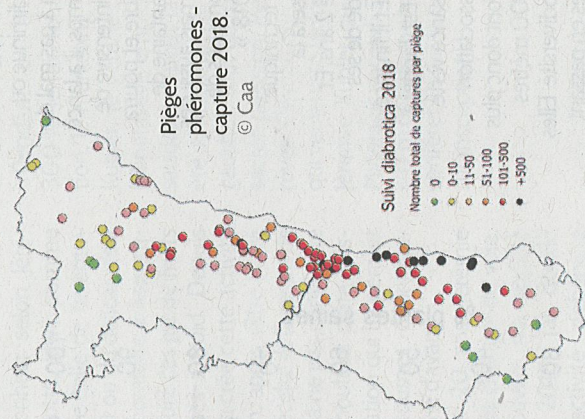 Pièges
phéromones -
capture 2018.
© Caa
Suivi diabrotica 2018
Nombre total de captures par piège
0
0-10
11-50
51-100
101-500
+500